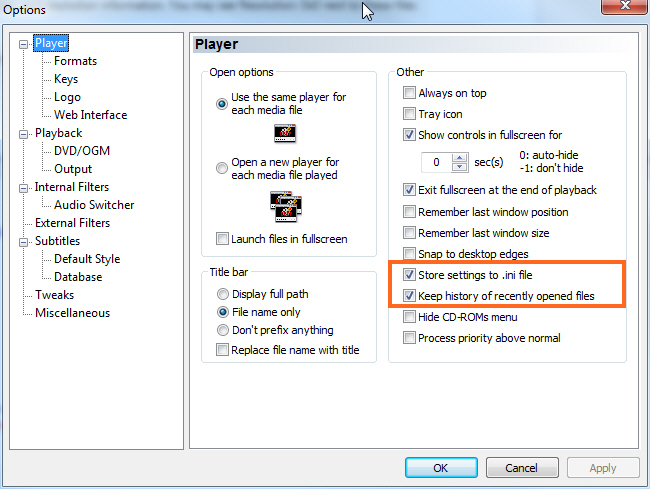 Options
Player
Formats
Keys
Logo
Web Interface
Playback
DVD/OGM
Output
Internal Filters
Audio Switcher
External Filters
Subtitles
Default Style
Database
Tweaks
Miscellaneous
Player
Open options
Use the same player for
each media file
Open a new player for
each media file played
Launch files in fullscreen
Title bar
Display full path
File name only
Don't prefix anything
Replace file name with title
Other
Always on top
Tray icon
Show controls in fullscreen for
0 sec(s) 0: auto-hide
-1: don't hide
Exit fullscreen at the end of playback
Remember last window position
Remember last window size
Snap to desktop edges
Store settings to .ini file
Keep history of recently opened files
Hide CD-ROMs menu
Process priority above normal
OK
Cancel
Apply